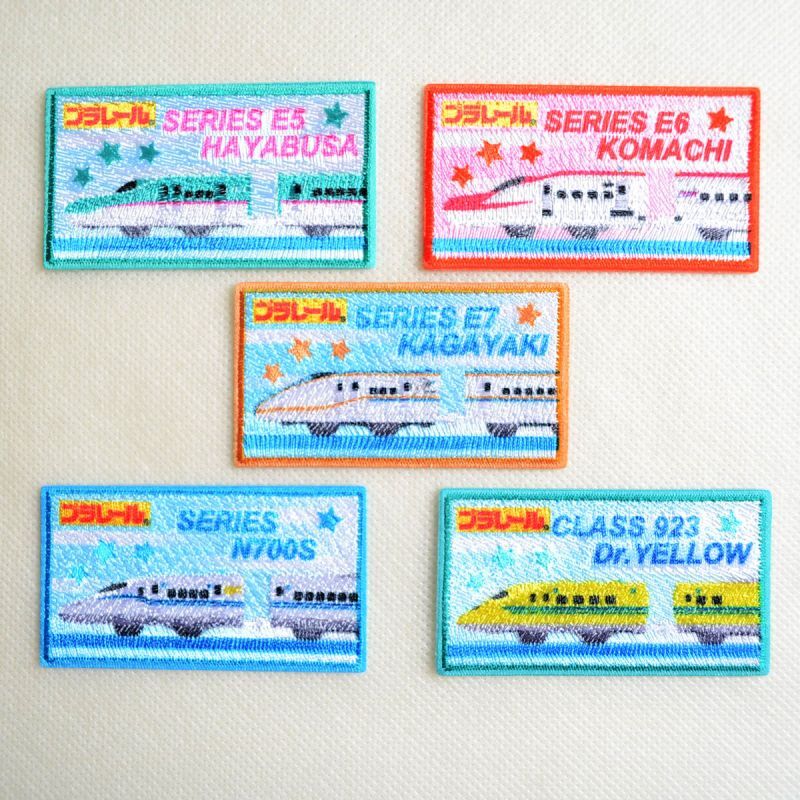 プラレール
SERIES E5
HAYABUSA
プラレール
SERIES E6
KOMACHI
プラレール
SERIES E7
KAGAYAKI
プラレール
SERIES
N700S
プラレール
CLASS 923
Dr.YELLOW